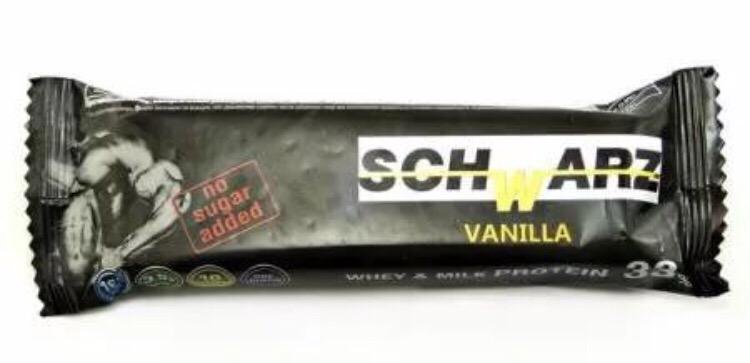 no
sugar
added
SCHWARZ
VANILLA
WHEY & MILK PROTEIN